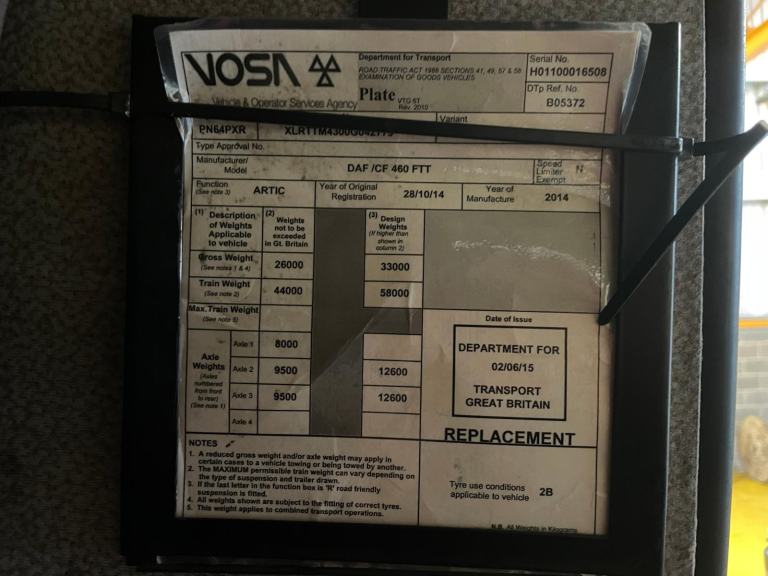 VOSA
Vehicle & Operator Services Agency
Department for Transport
ROAD TRAFFIC ACT 1988 SECTIONS 41, 49, 57 & 58
EXAMINATION OF GOODS VEHICLES
Plate VTG 6T
Rev. 2010
Serial No.
H01100016508
DTp Ref. No.
B05372
Variant
PN64PXR
Type Approval No.
Manufacturer/
Model
DAF /CF 460 FTT
Speed
Limiter
Exempt
N
Function
(See note 3)
ARTIC
Year of Original
Registration
28/10/14
Year of
Manufacture
2014
(1) Description
of Weights
Applicable
to vehicle
(2) Weights
not to be
exceeded
in Gt. Britain
(3) Design
Weights
(if higher than
shown in
column 2)
Gross Weight
(See notes 1 & 4)
26000
33000
Train Weight
(See note 2)
44000
58000
Max.Train Weight
(See note 5)
Axle
Weights
(Axles
numbered
from front
to rear)
(See note 1)
Axle 1
8000
Axle 2
9500
12600
Axle 3
9500
12600
Axle 4
Date of Issue
DEPARTMENT FOR
02/06/15
TRANSPORT
GREAT BRITAIN
REPLACEMENT
Tyre use conditions
applicable to vehicle 2B
N.B. All Weights in Kilograms
NOTES
1. A reduced gross weight and/or axle weight may apply in
certain cases to a vehicle towing or being towed by another.
2. The MAXIMUM permissible train weight can vary depending on
the type of suspension and trailer drawn.
3. If the last letter in the function box is 'R' road friendly
suspension is fitted.
4. All weights shown are subject to the fitting of correct tyres.
5. This weight applies to combined transport operations.